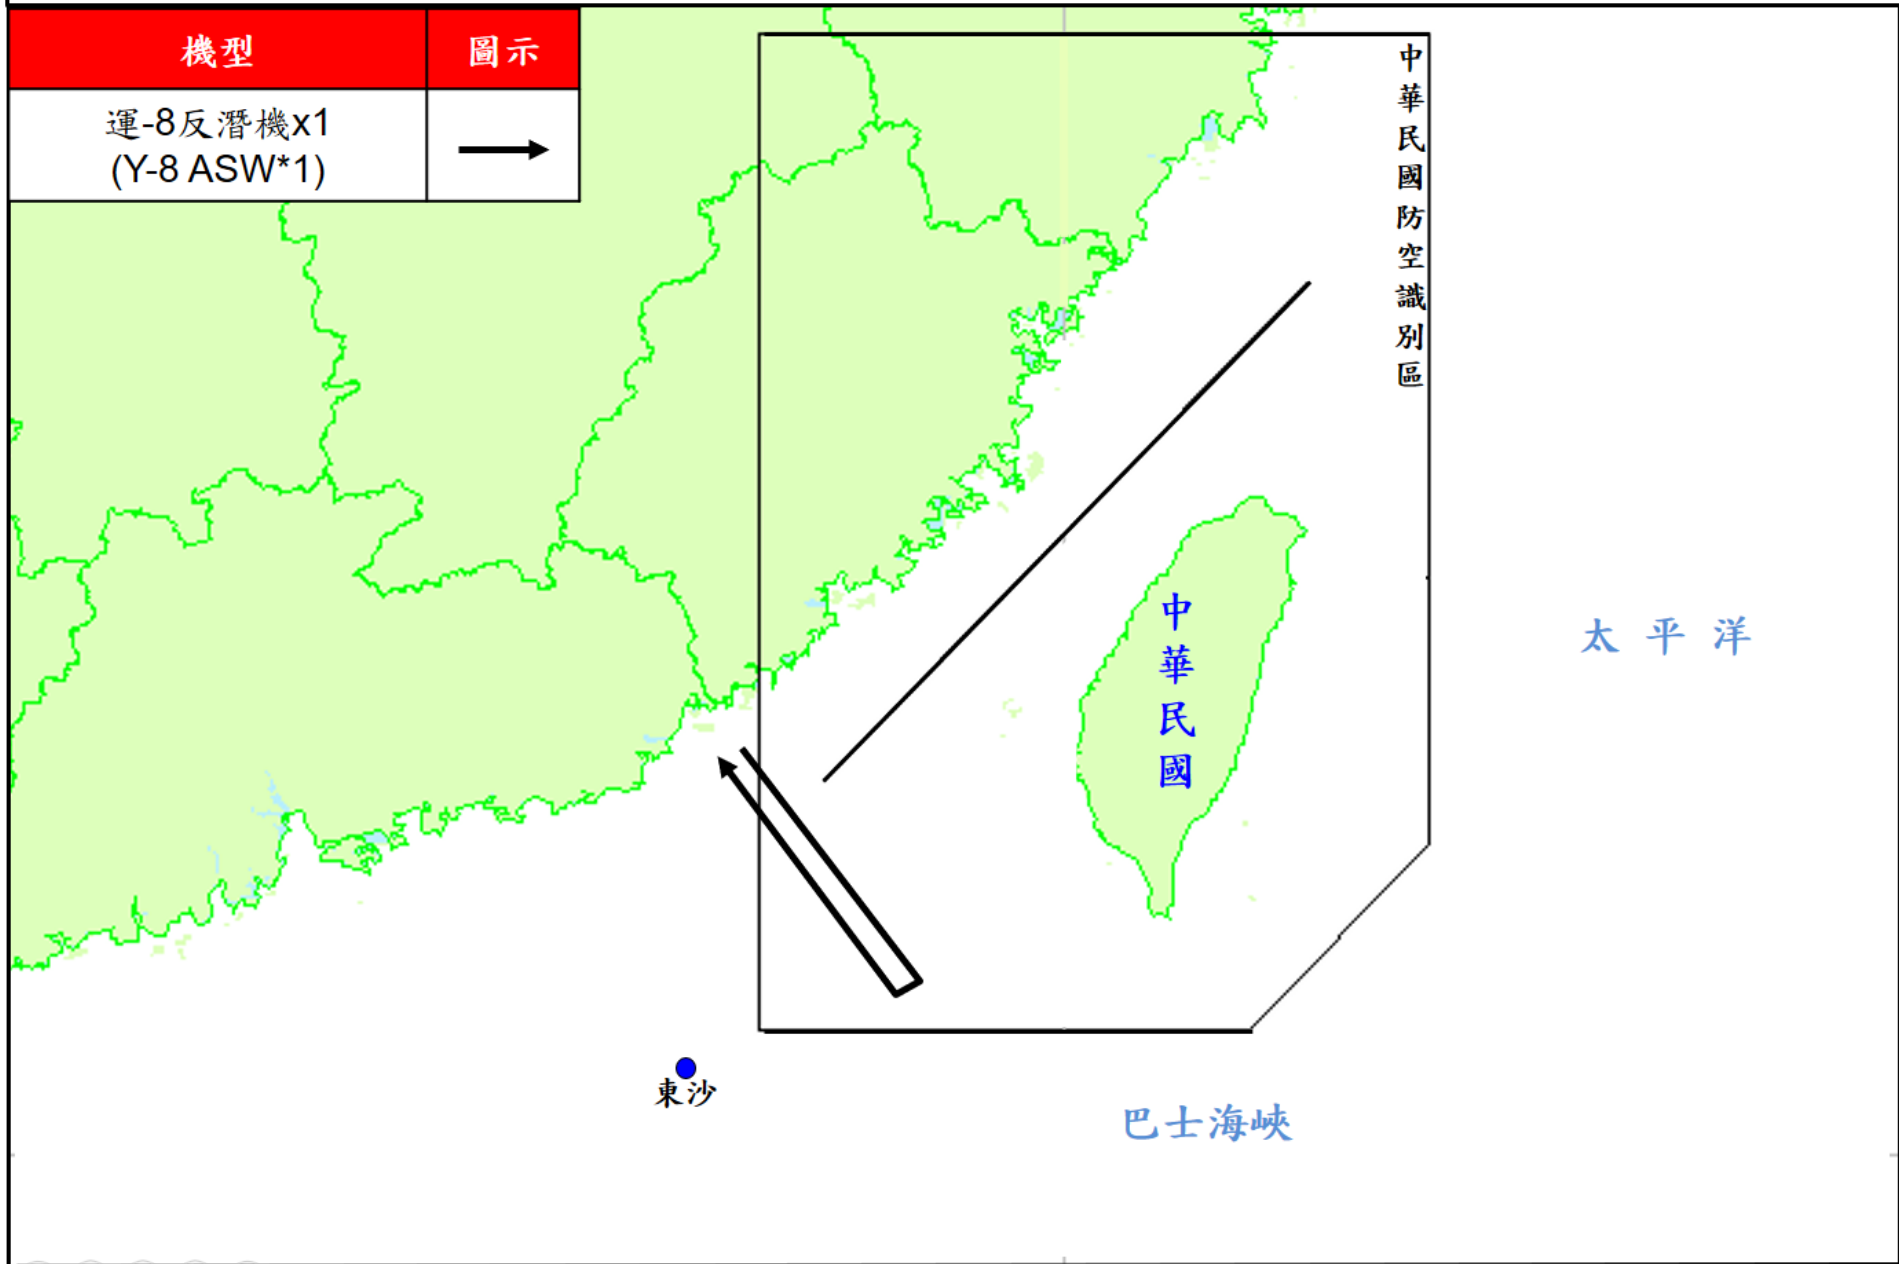 機型
圖示
運-8反潛機x1
(Y-8 ASW*1)
中華民國防空識別區
中華民國
太平洋
東沙
巴士海峽